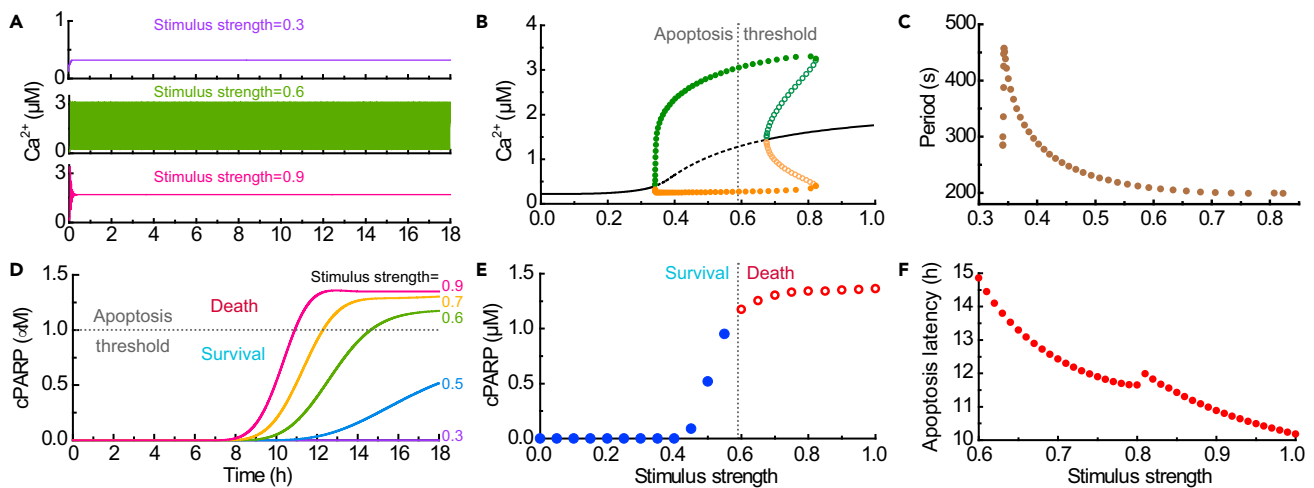 A
1
Stimulus strength=0.3
0
3
Stimulus strength=0.6
0
3
Stimulus strength=0.9
0
Ca2+ (μM)
0 2 4 6 8 10 12 14 16 18
B
4
3
2
1
0
Ca2+ (μM)
Apoptosis threshold
0.0 0.2 0.4 0.6 0.8 1.0
C
500
400
300
200
Period (s)
0.3 0.4 0.5 0.6 0.7 0.8
D
1.5
1.0
0.5
0.0
cPARP (∝M)
Stimulus strength=
0.9
0.7
0.6
0.5
0.3
Death
Apoptosis
threshold
Survival
0 2 4 6 8 10 12 14 16 18
Time (h)
E
1.5
1.0
0.5
0.0
cPARP (μM)
Survival Death
0.0 0.2 0.4 0.6 0.8 1.0
Stimulus strength
F
15
14
13
12
11
10
Apoptosis latency (h)
0.6 0.7 0.8 0.9 1.0
Stimulus strength